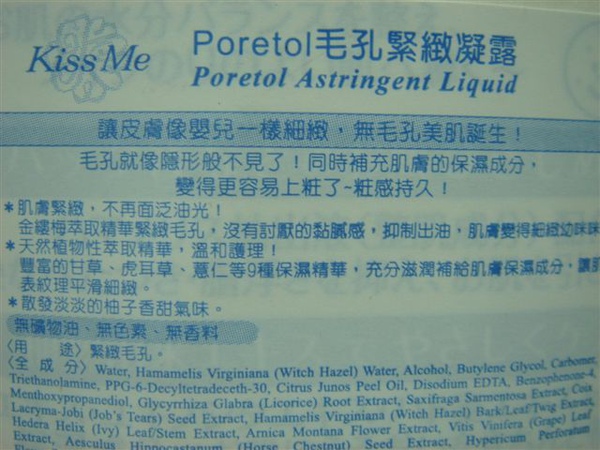 Kiss Me
Poretol毛孔緊緻凝露
Poretol Astringent Liquid
讓皮膚像嬰兒一樣細緻，無毛孔美肌誕生！
毛孔就像隱形般不見了！同時補充肌膚的保濕成分，
變得更容易上粧了~粧感持久！
*肌膚緊緻，不再面泛油光！
金縷梅萃取精華緊緻毛孔，沒有討厭的黏膩感，抑制出油，肌膚變得細緻幼咪咪
*天然植物性萃取精華，溫和護理！
豐富的甘草、虎耳草、薏仁等9種保濕精華，充分滋潤補給肌膚保濕成分，讓肌
表紋理平滑細緻。
*散發淡淡的柚子香甜氣味。
無礦物油、無色素、無香料
〈用　途〉緊緻毛孔。
〈全成分〉Water, Hamamelis Virginiana (Witch Hazel) Water, Alcohol, Butylene Glycol, Carbomer,
Triethanolamine, PPG-6-Decyltetradeceth-30, Citrus Junos Peel Oil, Disodium EDTA, Benzophenone-4,
Menthoxypropanediol, Glycyrrhiza Glabra (Licorice) Root Extract, Saxifraga Sarmentosa Extract, Coix
Lacryma-Jobi (Job's Tears) Seed Extract, Hamamelis Virginiana (Witch Hazel) Bark/Leaf/Twig Extract,
Hedera Helix (Ivy) Leaf/Stem Extract, Arnica Montana Flower Extract, Vitis Vinifera (Grape) Leaf
Extract, Aesculus Hippocastanum (Horse Chestnut) Seed Extract, Hypericum Perforatum